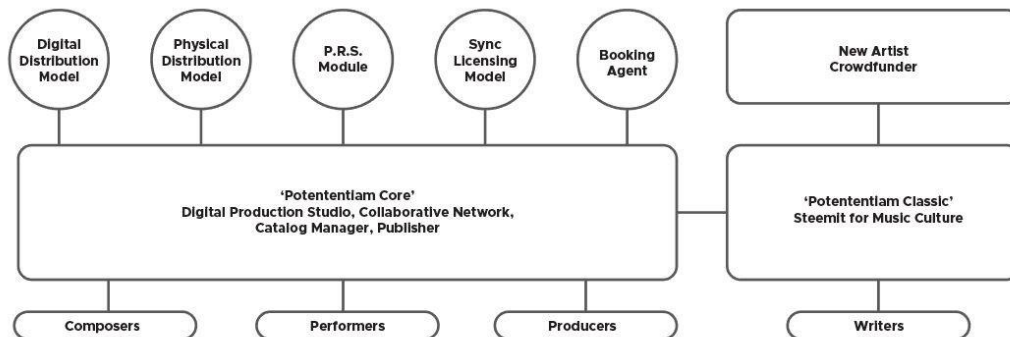 Digital
Distribution
Model
Physical
Distribution
Model
P.R.S.
Module
Sync
Licensing
Model
Booking
Agent
New Artist
Crowdfunder
‘Potententiam Core’
Digital Production Studio, Collaborative Network,
Catalog Manager, Publisher
‘Potententiam Classic’
Steemit for Music Culture
Composers
Performers
Producers
Writers